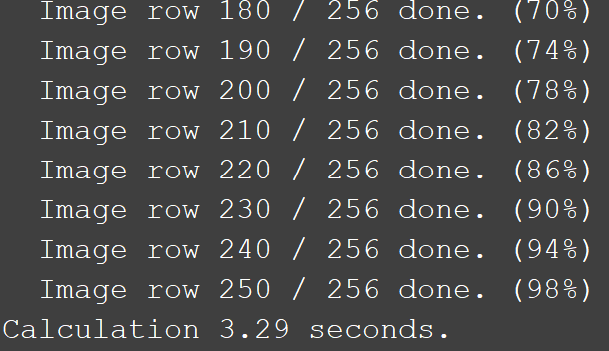 Image row 180 / 256 done. (70%)
Image row 190 / 256 done. (74%)
Image row 200 / 256 done. (78%)
Image row 210 / 256 done. (82%)
Image row 220 / 256 done. (86%)
Image row 230 / 256 done. (90%)
Image row 240 / 256 done. (94%)
Image row 250 / 256 done. (98%)
Calculation 3.29 seconds.